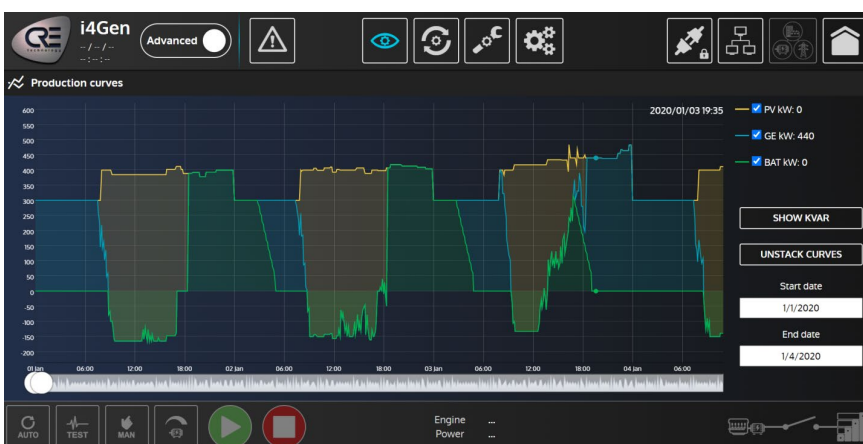 CRE
technology
i4Gen
-- / -- / --
-- : -- : --
Advanced
Production curves
2020/01/03 19:35
600
550
500
450
400
350
300
250
200
150
100
50
0
-50
-100
-150
-200
01 Jan 06:00 12:00 18:00 02 Jan 06:00 12:00 18:00 03 Jan 06:00 12:00 18:00 04 Jan 06:00
PV kW: 0
GE kW: 440
BAT kW: 0
SHOW KVAR
UNSTACK CURVES
Start date
1/1/2020
End date
1/4/2020
AUTO TEST MAN
Engine ...
Power ...